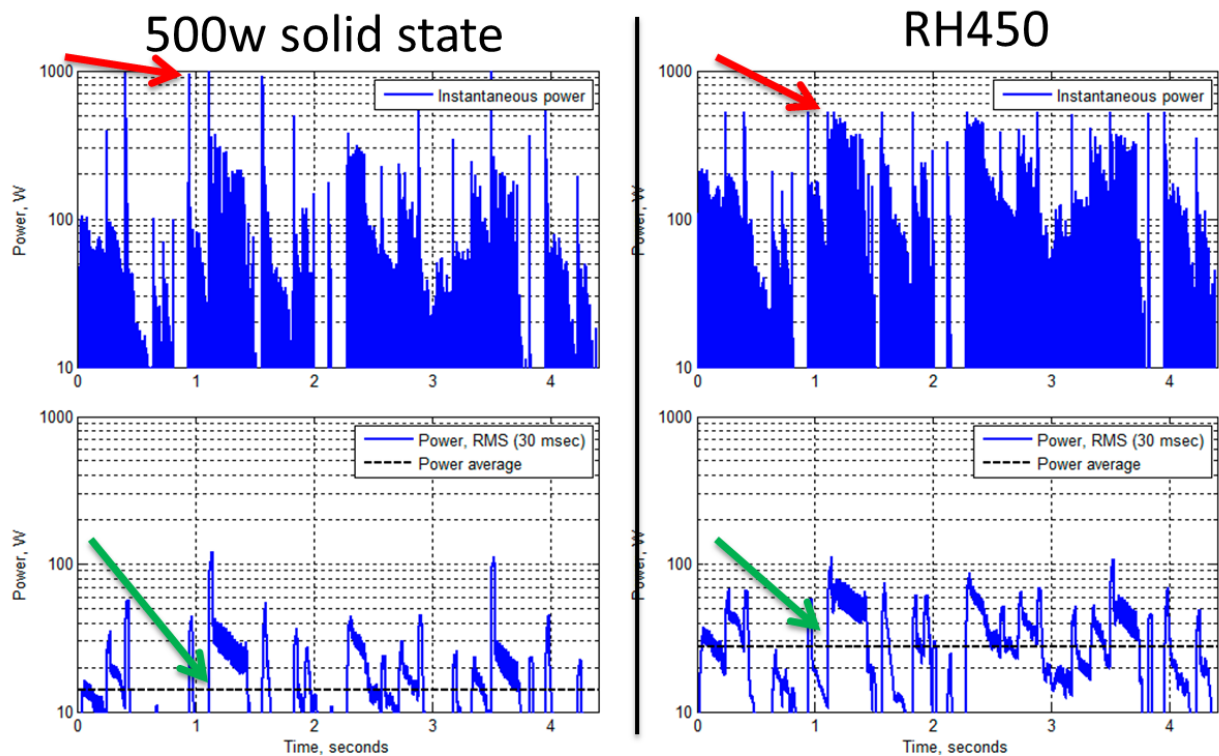 500w solid state
RH450
1000
100
10
Power, W
Instantaneous power
0 1 2 3 4
1000
100
10
Power, W
Instantaneous power
0 1 2 3 4
1000
100
10
Power, W
Power, RMS (30 msec)
Power average
0 1 2 3 4
Time, seconds
1000
100
10
Power, W
Power, RMS (30 msec)
Power average
0 1 2 3 4
Time, seconds